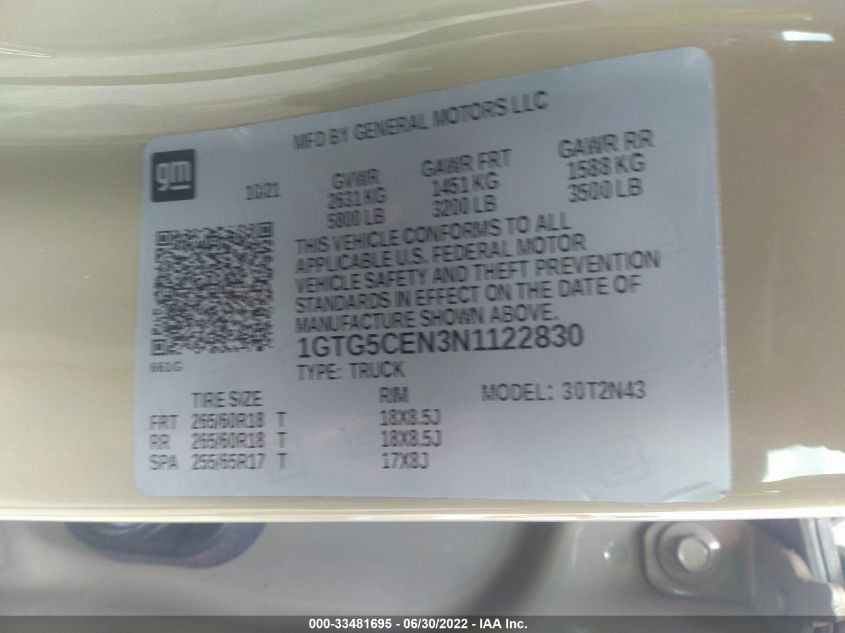 MFD BY GENERAL MOTORS LLC
gm
10/21
GVWR GAWR FRT GAWR RR
2631 KG 1451 KG 1588 KG
5800 LB 3200 LB 3500 LB
THIS VEHICLE CONFORMS TO ALL
APPLICABLE U.S. FEDERAL MOTOR
VEHICLE SAFETY AND THEFT PREVENTION
STANDARDS IN EFFECT ON THE DATE OF
MANUFACTURE SHOWN ABOVE.
1GTG5CEN3N1122830
661G
TYPE: TRUCK
MODEL: 30T2N43
TIRE SIZE RIM
FRT 265/60R18 T 18X8.5J
RR 265/60R18 T 18X8.5J
SPA 255/65R17 T 17X8J
000-33481695 - 06/30/2022 - IAA Inc.